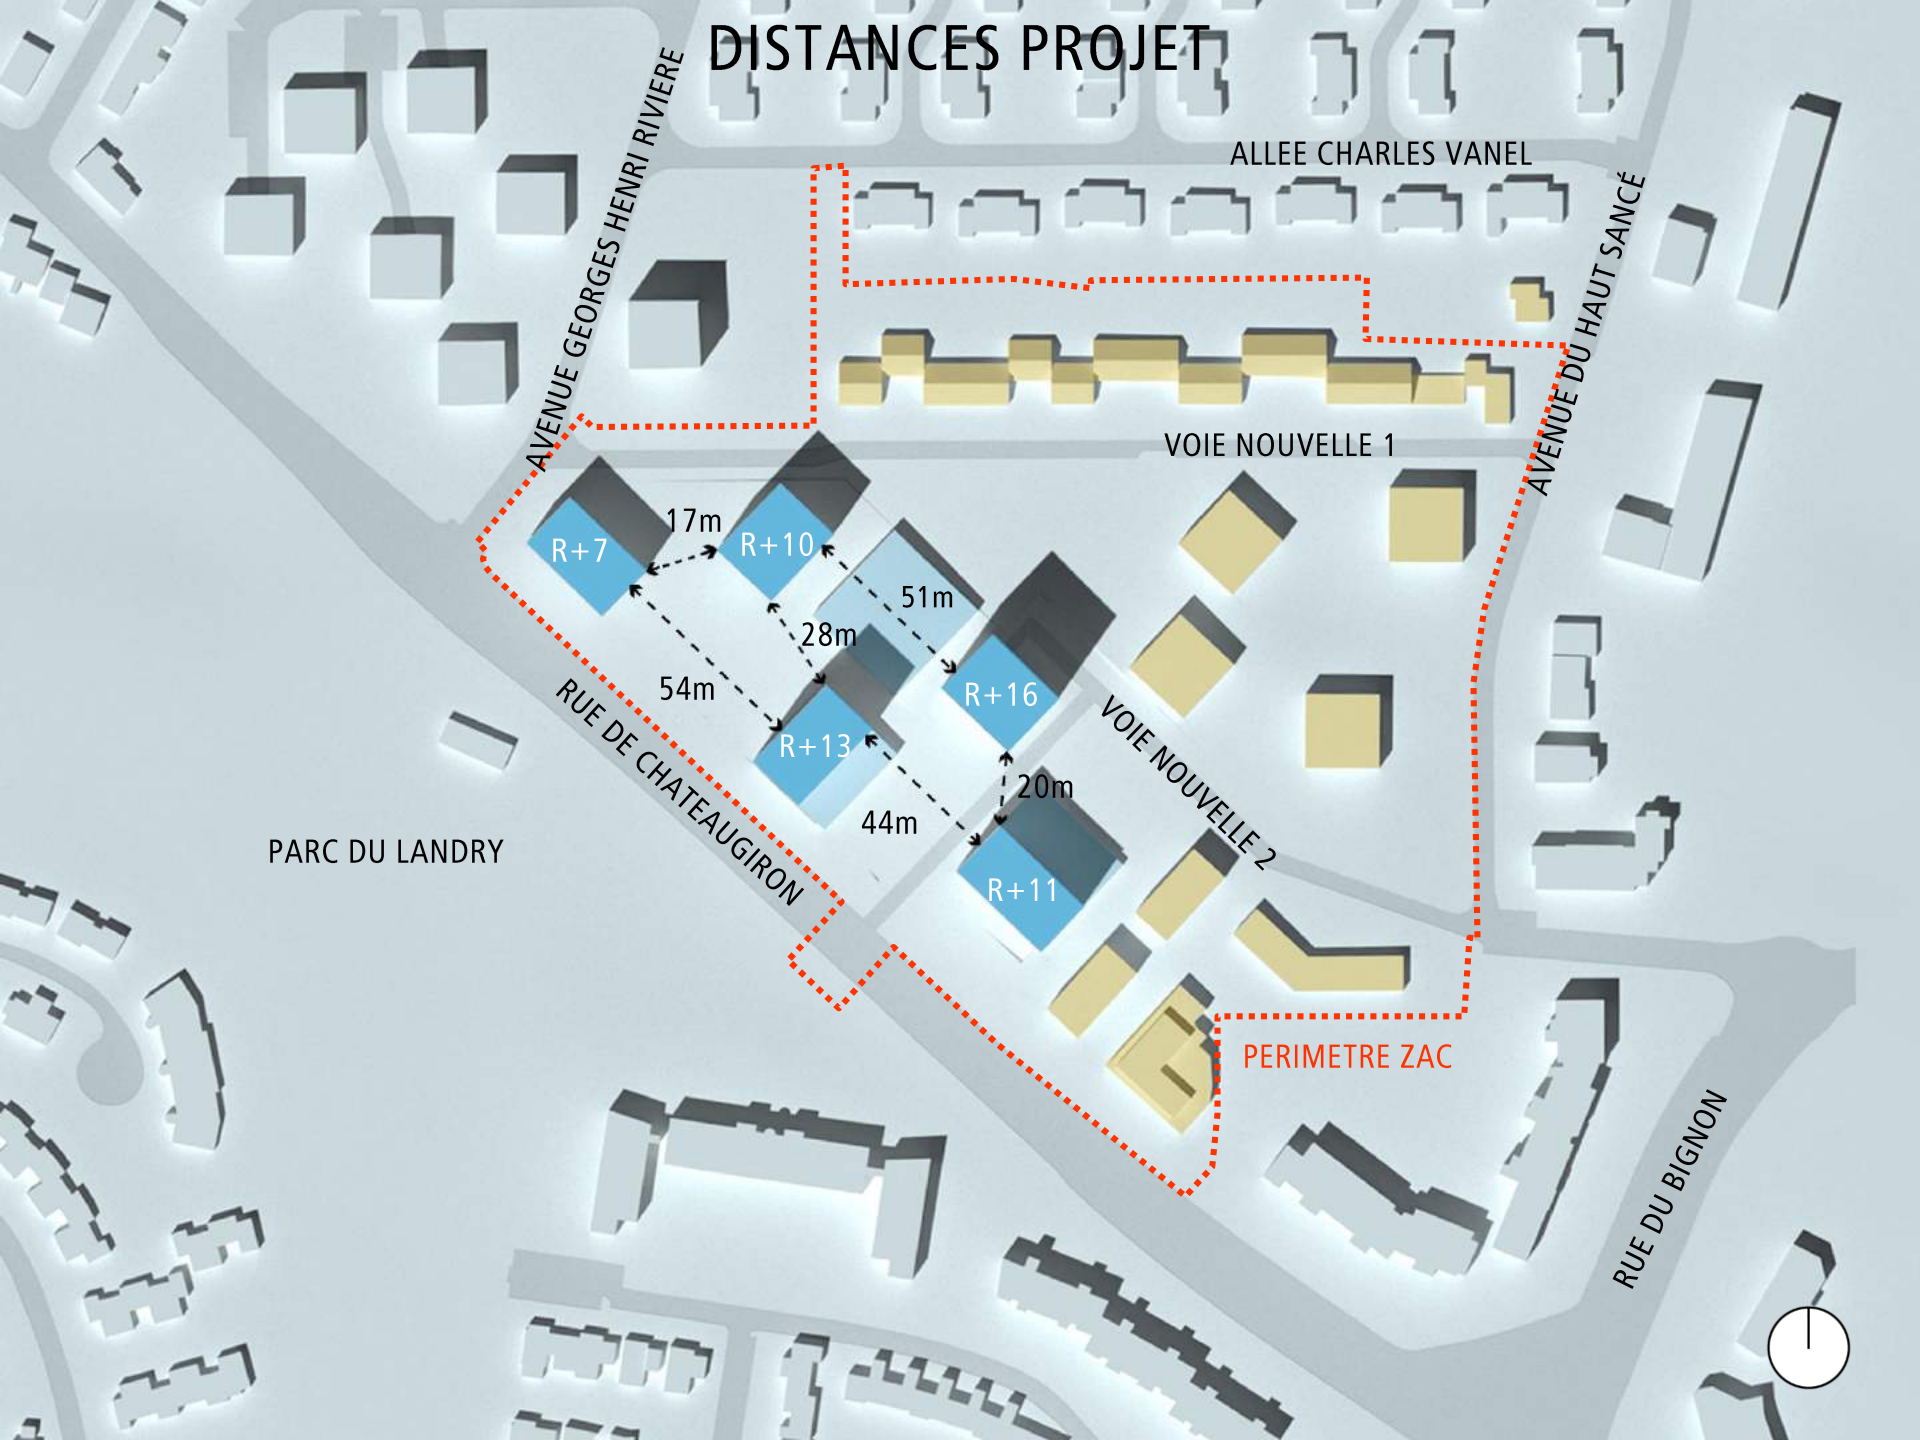 DISTANCES PROJET
AVENUE GEORGES HENRI RIVIERE
ALLEE CHARLES VANEL
AVENUE DU HAUT SANCÉ
VOIE NOUVELLE 1
17m
R+7
R+10
51m
28m
54m
R+16
R+13
RUE DE CHATEAUGIRON
VOIE NOUVELLE 2
20m
44m
PARC DU LANDRY
R+11
PERIMETRE ZAC
RUE DU BIGNON